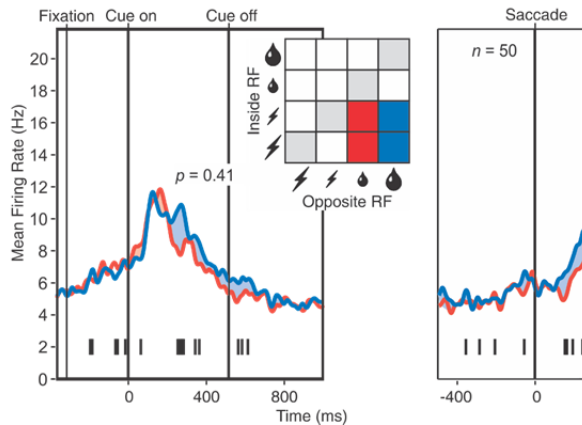 Fixation Cue on Cue off Saccade
20
18
16
14
12
10
8
6
4
2
0
Mean Firing Rate (Hz)
p = 0.41
Inside RF
Opposite RF
n = 50
0 400 800
-400 0
Time (ms)